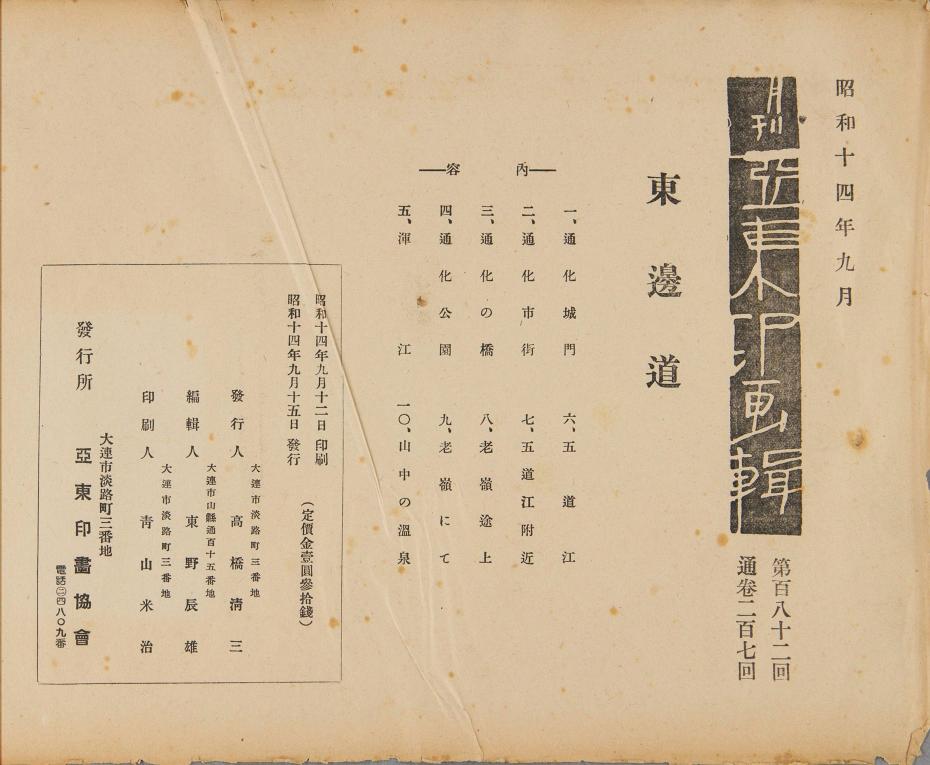 昭和十四年九月
月刊亞東印画輯
第百八十二回
通卷二百七回
東邊道
內容
一、通化城門
二、通化市街
三、通化の橋
四、通化公園
五、渾江
六、五道江
七、五道江附近
八、老嶺途上
九、老嶺にて
一〇、山中の溫泉
昭和十四年九月十二日印刷
昭和十四年九月十五日發行
（定價金壹圓參拾錢）
大連市淡路町三番地
發行人 高橋淸三
大連市山縣通百十五番地
編輯人 東野辰雄
大連市淡路町三番地
印刷人 靑山米治
大連市淡路町三番地
發行所 亞東印畫協會
電話㊁四八〇九番